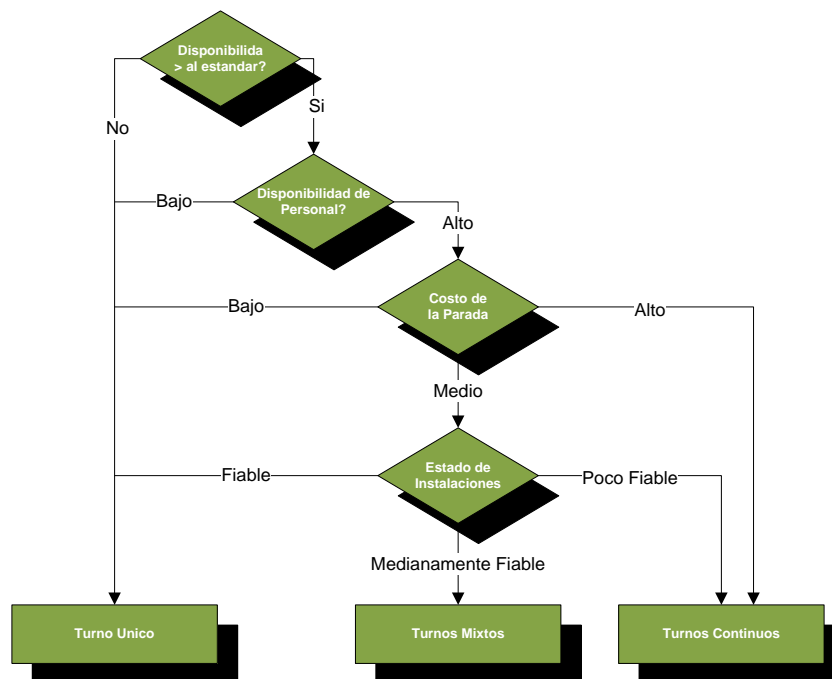 Disponibilida
> al estandar?
Si
No
Disponibilidad de
Personal?
Bajo
Alto
Costo de
la Parada
Bajo
Alto
Medio
Estado de
Instalaciones
Fiable
Poco Fiable
Medianamente Fiable
Turno Unico
Turnos Mixtos
Turnos Continuos